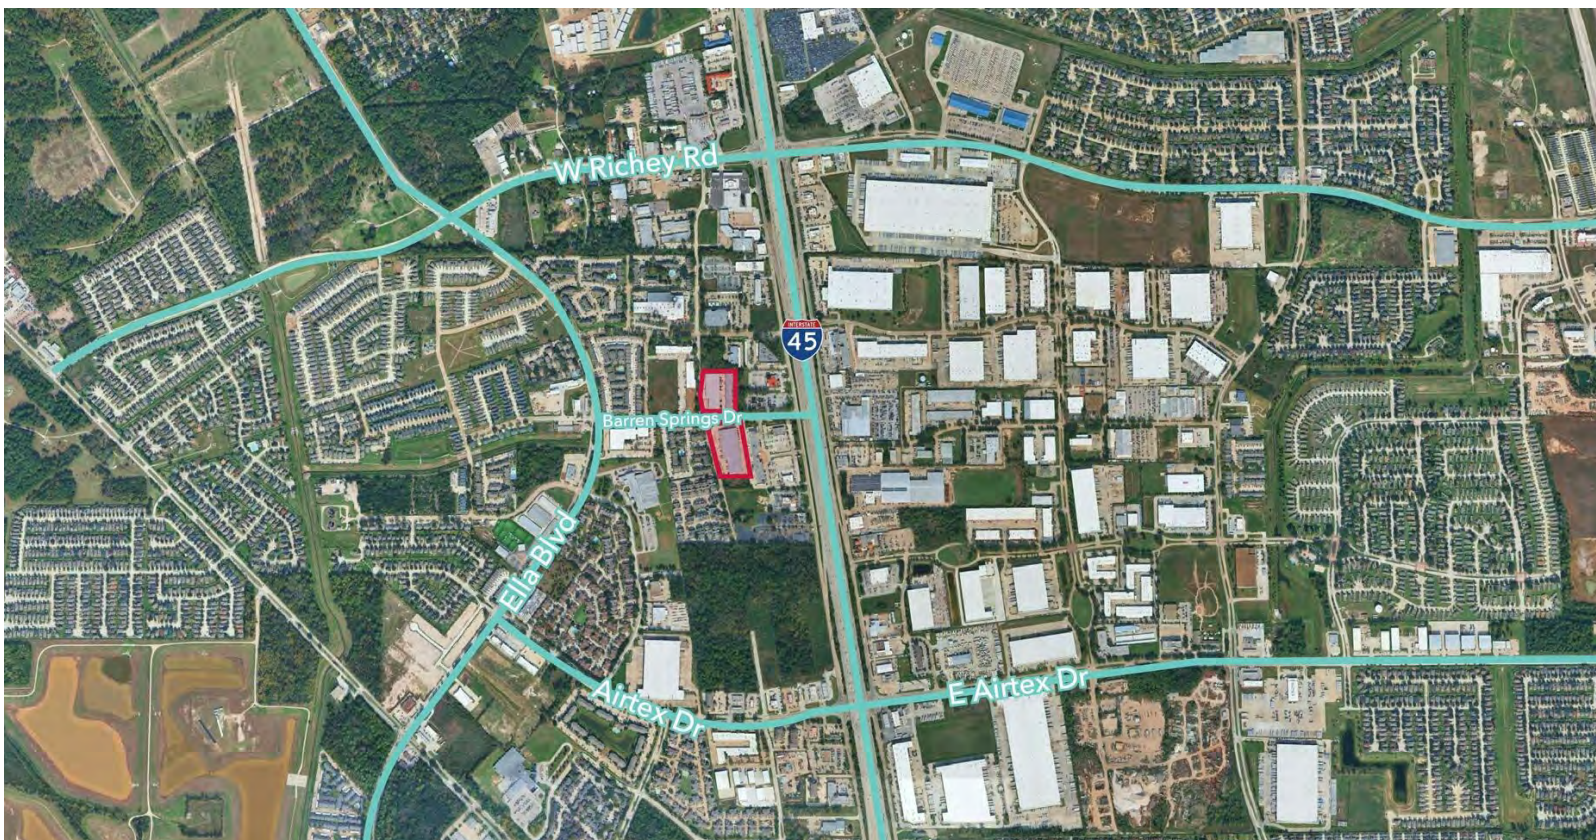 W Richey Rd
INTERSTATE
45
Barren Springs Dr
Ella Blvd
Airtex Dr
E Airtex Dr